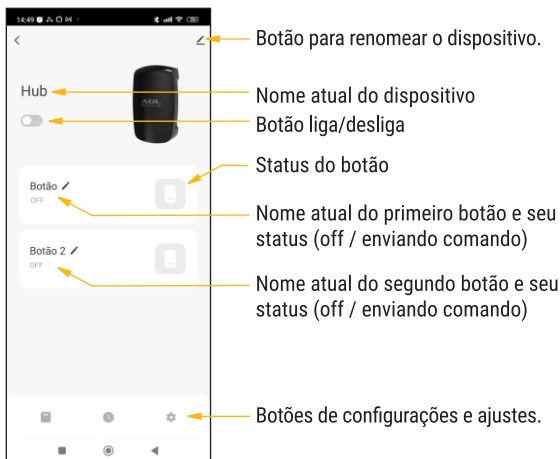 14:49
Botão para renomear o dispositivo.
Hub
AGL
Nome atual do dispositivo
Botão liga/desliga
Status do botão
Botão
OFF
Nome atual do primeiro botão e seu
status (off / enviando comando)
Botão 2
OFF
Nome atual do segundo botão e seu
status (off / enviando comando)
Botões de configurações e ajustes.